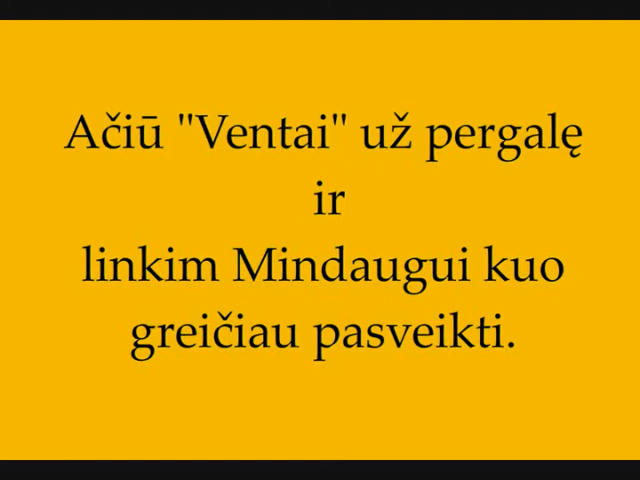 Ačiū "Ventai" už pergalę
ir
linkim Mindaugui kuo
greičiau pasveikti.